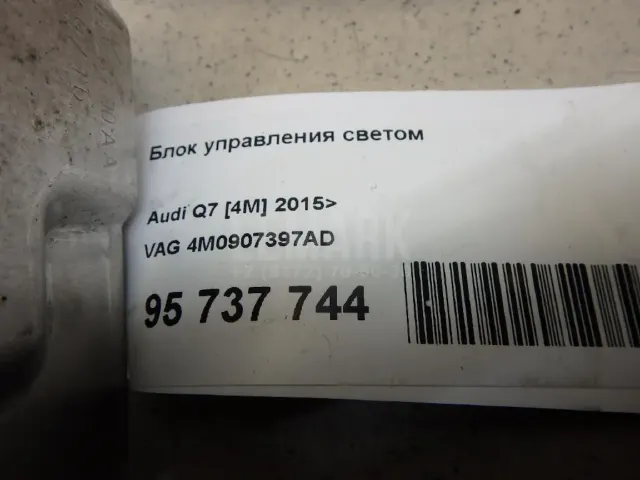 Блок управления светом
Audi Q7 [4M] 2015>
VAG 4M0907397AD
95 737 744